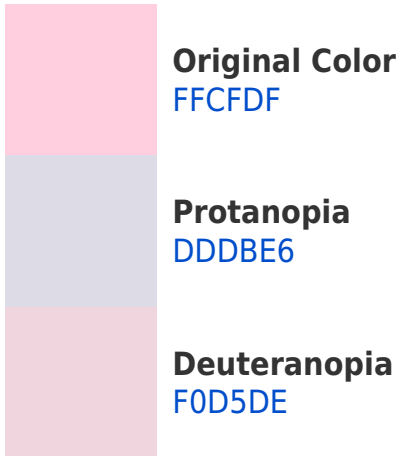 Original Color
FFCFDF
Protanopia
DDDBE6
Deuteranopia
F0D5DE